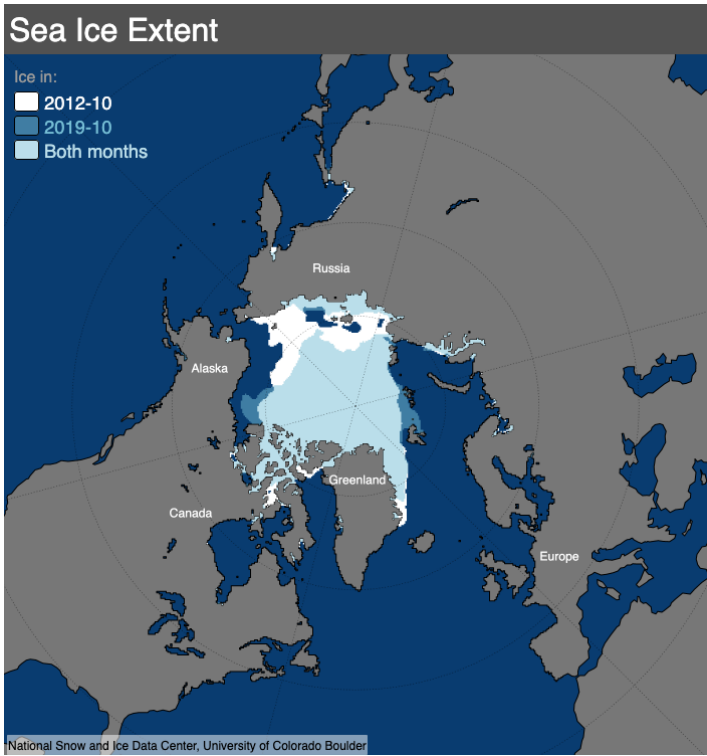 Sea Ice Extent
Ice in:
2012-10
2019-10
Both months
Russia
Alaska
Greenland
Canada
Europe
National Snow and Ice Data Center, University of Colorado Boulder